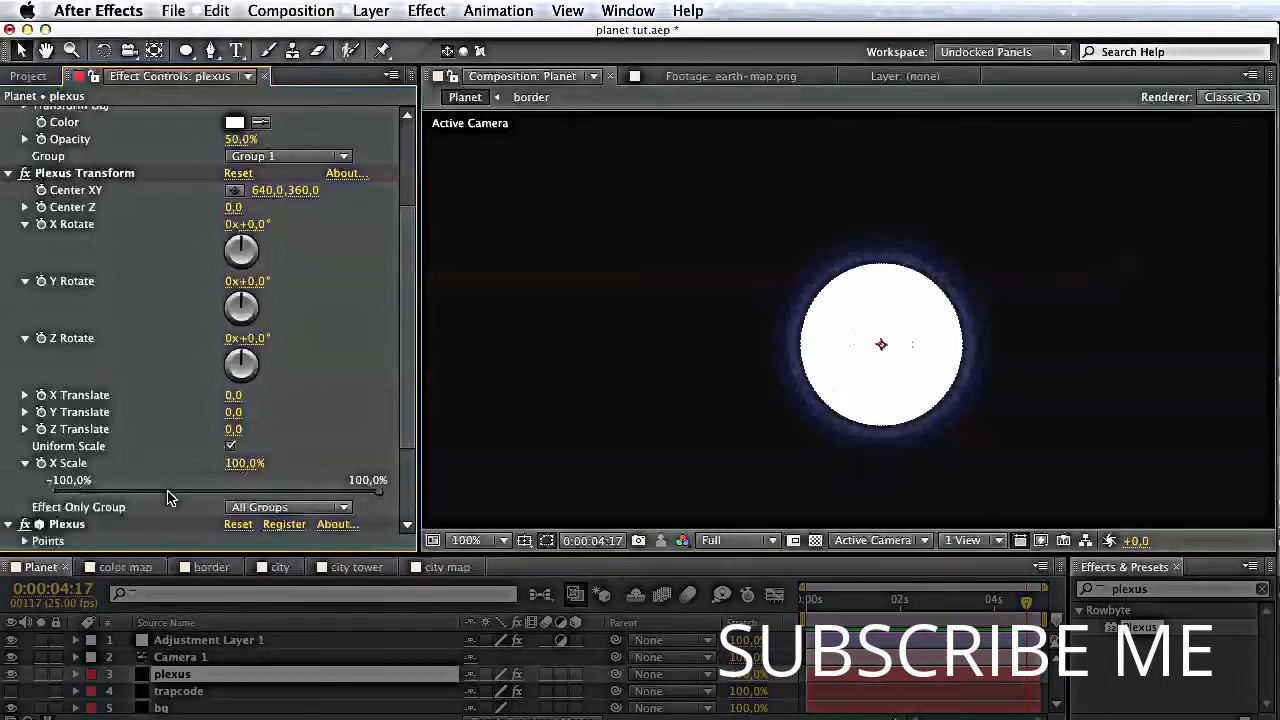 After Effects File Edit Composition Layer Effect Animation View Window Help
planet tut.aep *
Workspace: Undocked Panels Search Help
Project Effect Controls: plexus Composition: Planet Footage: earth-map.png Layer: (none)
Planet • plexus
Planet border Renderer: Classic 3D
Active Camera
Transform Obj
Color
Opacity 50,0%
Group Group 1
fx Plexus Transform Reset About...
Center XY 640,0,360,0
Center Z 0,0
X Rotate 0x+0,0°
Y Rotate 0x+0,0°
Z Rotate 0x+0,0°
X Translate 0,0
Y Translate 0,0
Z Translate 0,0
Uniform Scale
X Scale 100,0%
-100,0% 100,0%
Effect Only Group All Groups
fx Plexus Reset Register About...
Points
100% 0:00:04:17 Full Active Camera 1 View +0,0
Planet color map border city city tower city map
Effects & Presets
0:00:04:17
00117 (25.00 fps)
:00s 02s 04s
plexus
Rowbyte
Plexus
# Source Name Parent Stretch
1 Adjustment Layer 1 None 100,0%
2 Camera 1 None
3 plexus None
4 trapcode None 100,0%
5 bg None
SUBSCRIBE ME